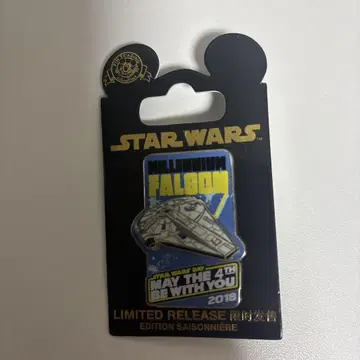 STAR WARS
MILLENNIUM
FALCON
STAR WARS DAY
MAY THE 4TH
BE WITH YOU
2018
LIMITED RELEASE 限时发售
EDITION SAISONNIÈRE